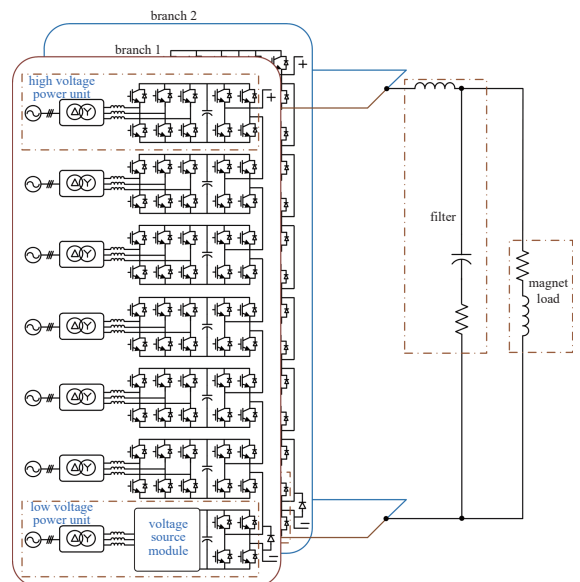 branch 2
branch 1
high voltage
power unit
filter
magnet
load
low voltage
power unit
voltage
source
module